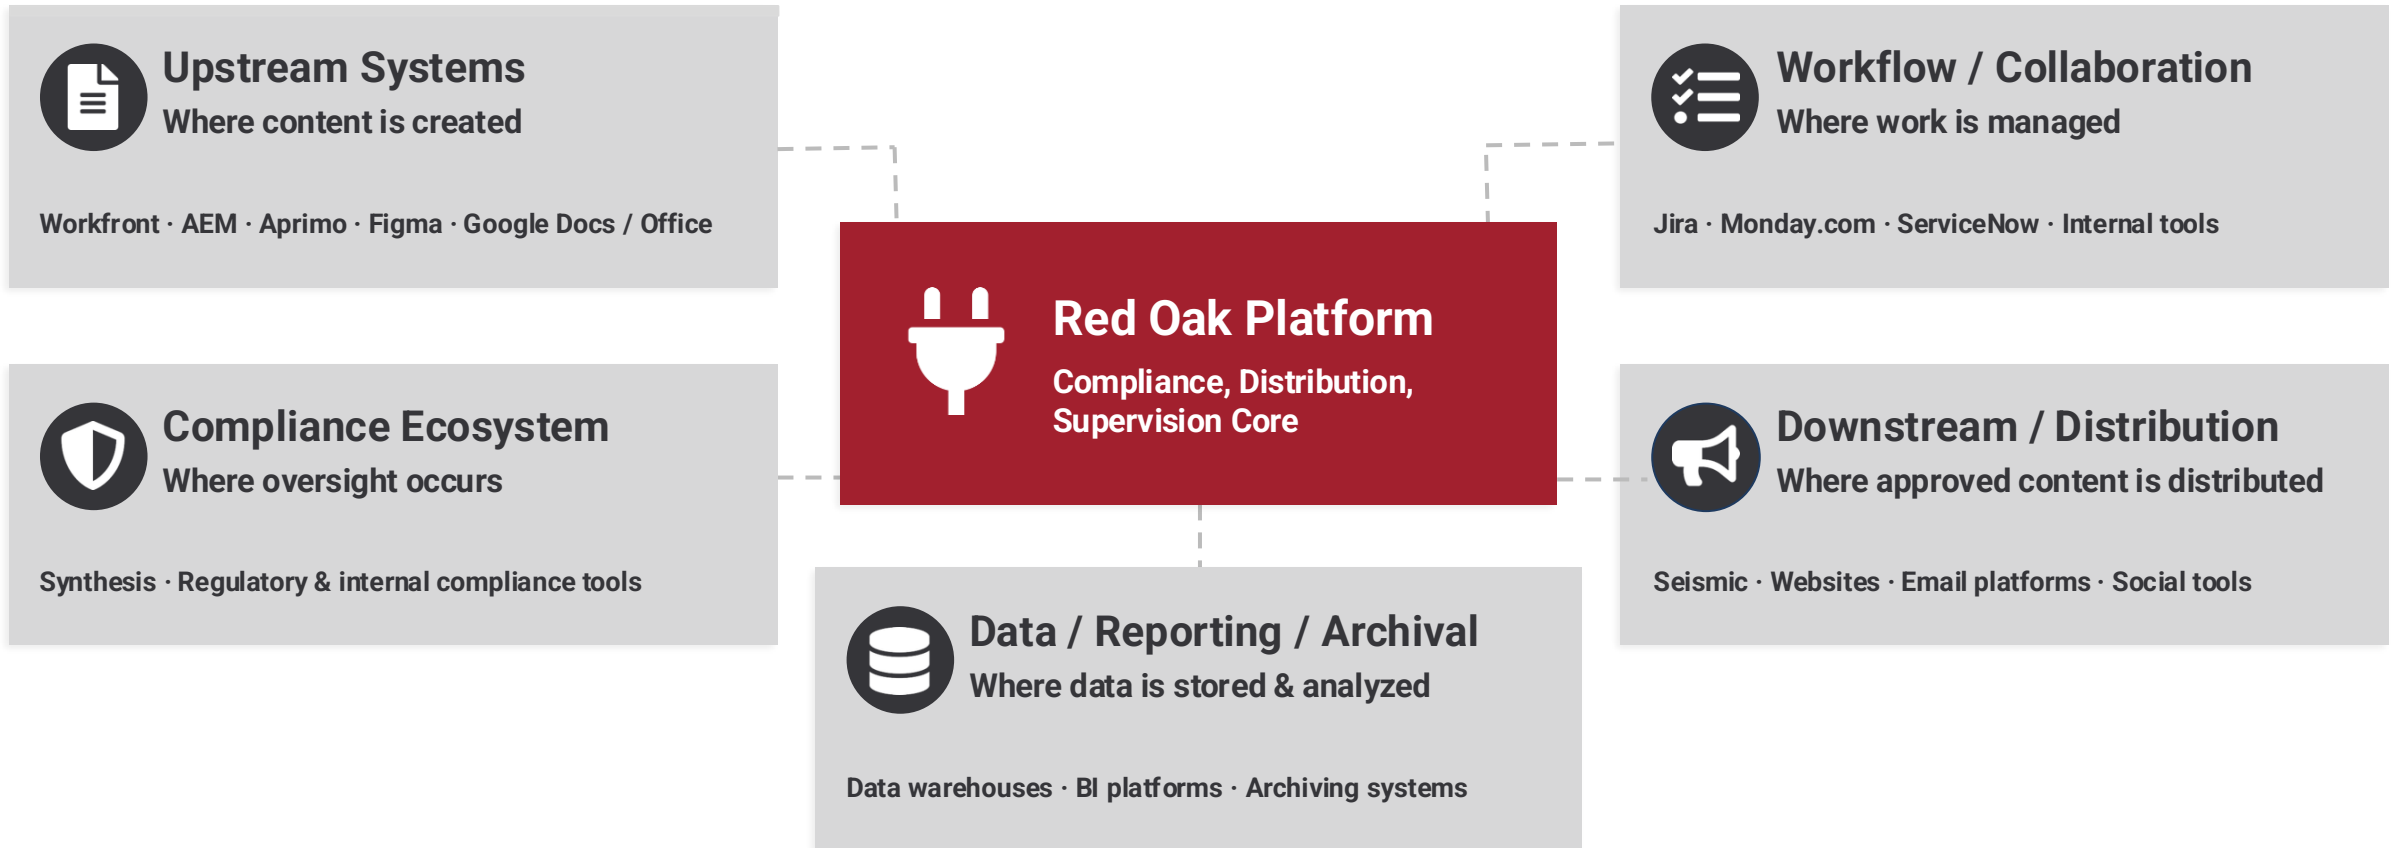 Upstream Systems
Where content is created
Workfront · AEM · Aprimo · Figma · Google Docs / Office
Workflow / Collaboration
Where work is managed
Jira · Monday.com · ServiceNow · Internal tools
Red Oak Platform
Compliance, Distribution,
Supervision Core
Compliance Ecosystem
Where oversight occurs
Synthesis · Regulatory & internal compliance tools
Downstream / Distribution
Where approved content is distributed
Seismic · Websites · Email platforms · Social tools
Data / Reporting / Archival
Where data is stored & analyzed
Data warehouses · BI platforms · Archiving systems